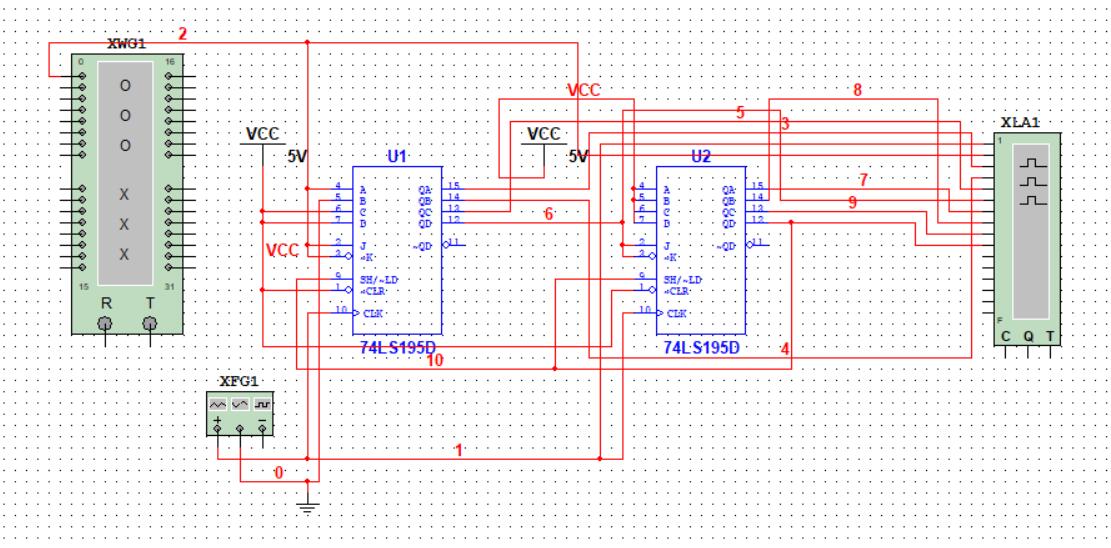 2
XWG1
0 16
O
O
O
X
X
X
15 31
R T
VCC
5V
VCC
U1
4 A QA 15
5 B QB 14
6 C QC 13
7 D QD 12
2 J ~QD 11
3 ~K
9 SH/~LD
1 ~CLR
10 CLK
74LS195D
10
6
VCC
VCC
5V
U2
4 A QA 15
5 B QB 14
6 C QC 13
7 D QD 12
2 J ~QD 11
3 ~K
9 SH/~LD
1 ~CLR
10 CLK
74LS195D
4
8
5
3
7
9
XLA1
1
F
C Q T
XFG1
+ −
1
0